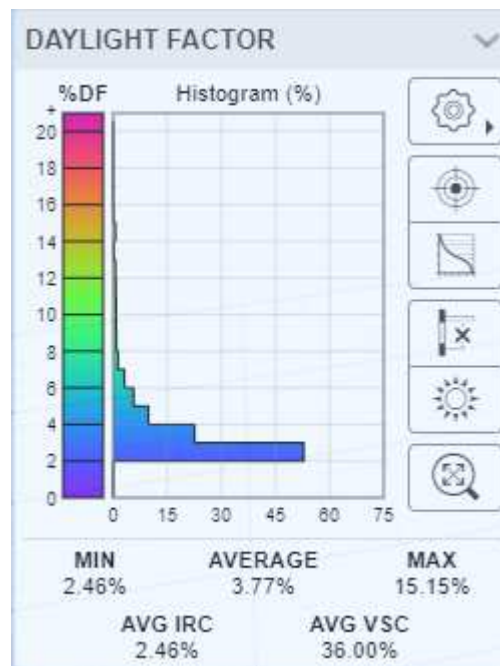 DAYLIGHT FACTOR
%DF Histogram (%)
+
20
18
16
14
12
10
8
6
4
2
0
0 15 30 45 60 75
MIN AVERAGE MAX
2.46% 3.77% 15.15%
AVG IRC AVG VSC
2.46% 36.00%